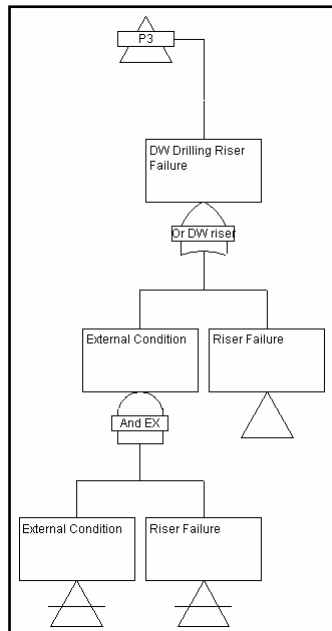 P3
DW Drilling Riser
Failure
Or DW riser
External Condition
Riser Failure
And EX
External Condition
Riser Failure